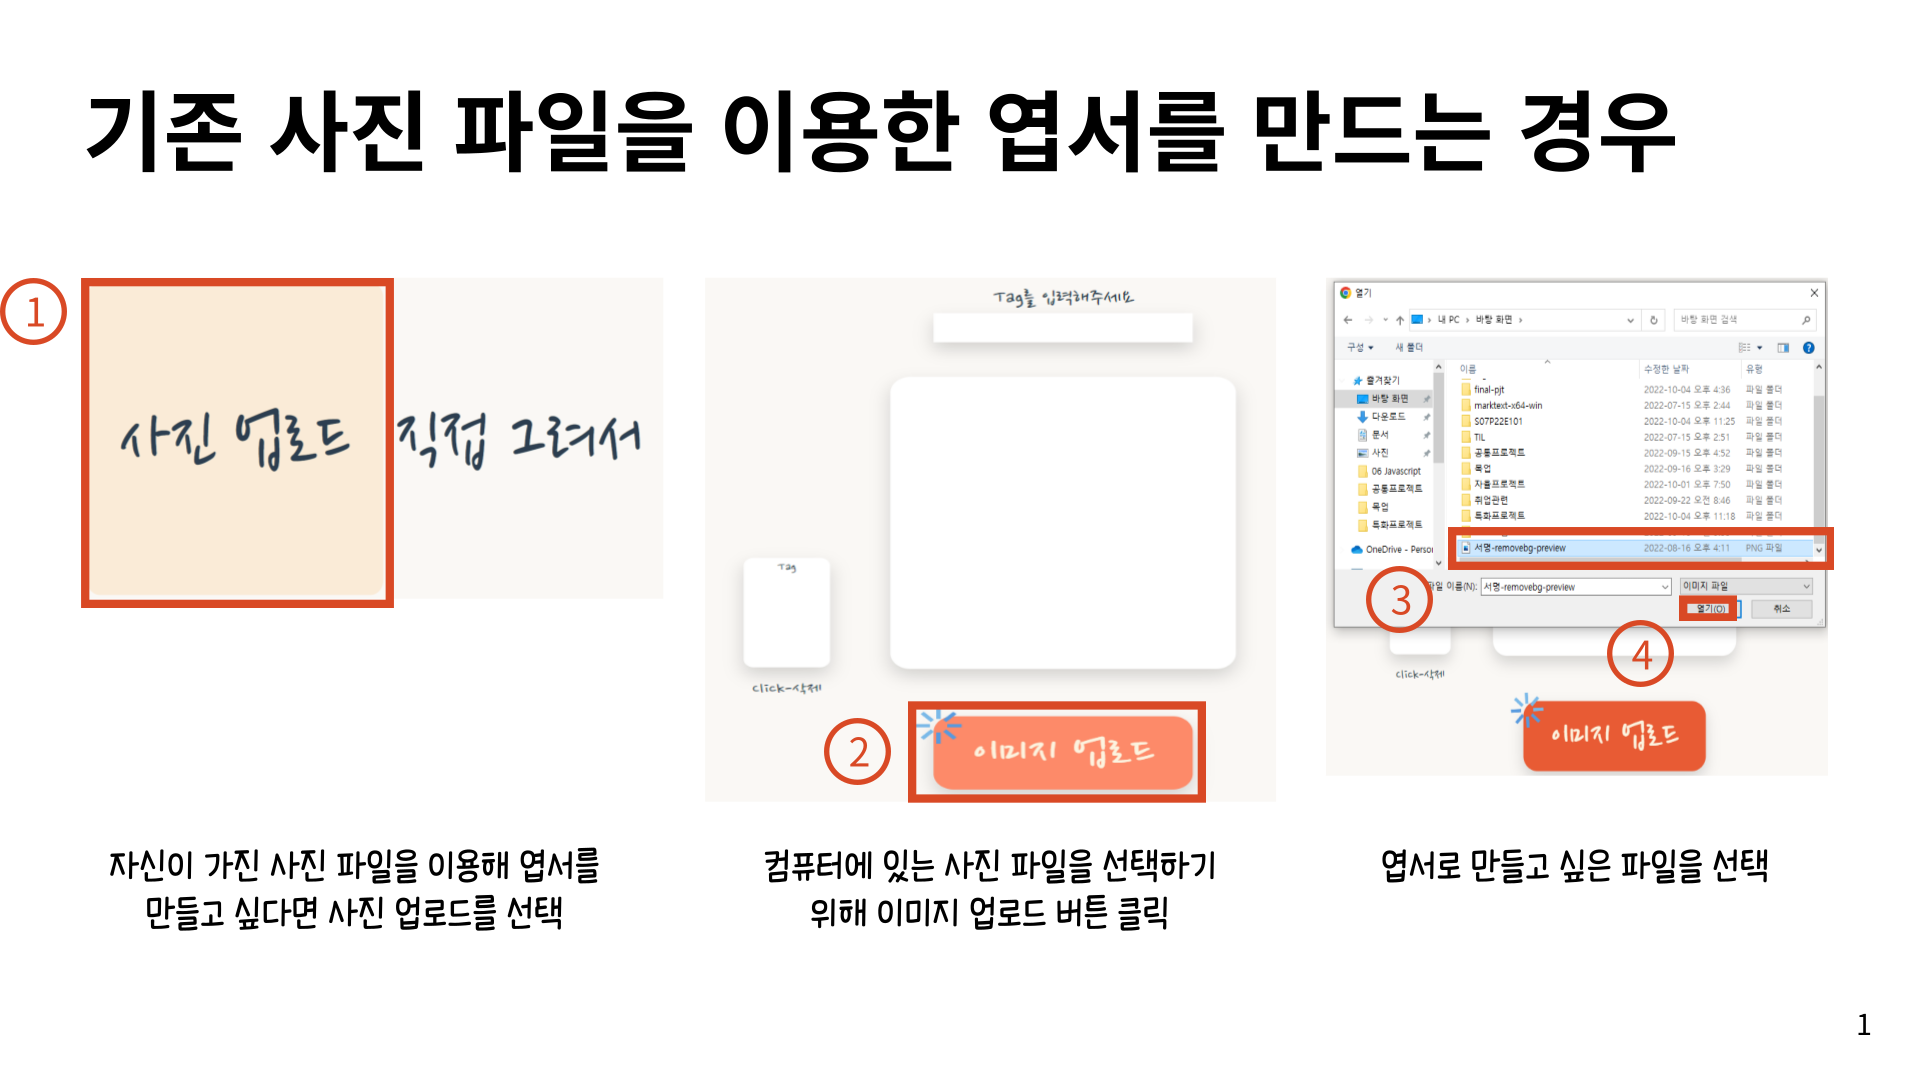 기존 사진 파일을 이용한 엽서를 만드는 경우
1
사진 업로드
직접 그려서
Tag를 입력해주세요
Tag
Click-삭제
2
이미지 업로드
열기
내 PC › 바탕 화면 ›
바탕 화면 검색
구성
새 폴더
이름
수정한 날짜
유형
즐겨찾기
바탕 화면
다운로드
문서
사진
06 Javascript
공통프로젝트
목업
특화프로젝트
OneDrive - Person
final-pjt 2022-10-04 오후 4:36 파일 폴더
marktext-x64-win 2022-07-15 오후 2:44 파일 폴더
S07P22E101 2022-10-04 오후 11:25 파일 폴더
TIL 2022-07-15 오후 2:51 파일 폴더
공통프로젝트 2022-09-15 오후 4:52 파일 폴더
목업 2022-09-16 오후 3:29 파일 폴더
자율프로젝트 2022-10-01 오후 7:50 파일 폴더
취업관련 2022-09-22 오전 8:46 파일 폴더
특화프로젝트 2022-10-04 오후 11:18 파일 폴더
서명-removebg-preview 2022-08-16 오후 4:11 PNG 파일
3
파일 이름(N): 서명-removebg-preview
이미지 파일
열기(O)
취소
4
click-삭제
이미지 업로드
자신이 가진 사진 파일을 이용해 엽서를
만들고 싶다면 사진 업로드를 선택
컴퓨터에 있는 사진 파일을 선택하기
위해 이미지 업로드 버튼 클릭
엽서로 만들고 싶은 파일을 선택
1